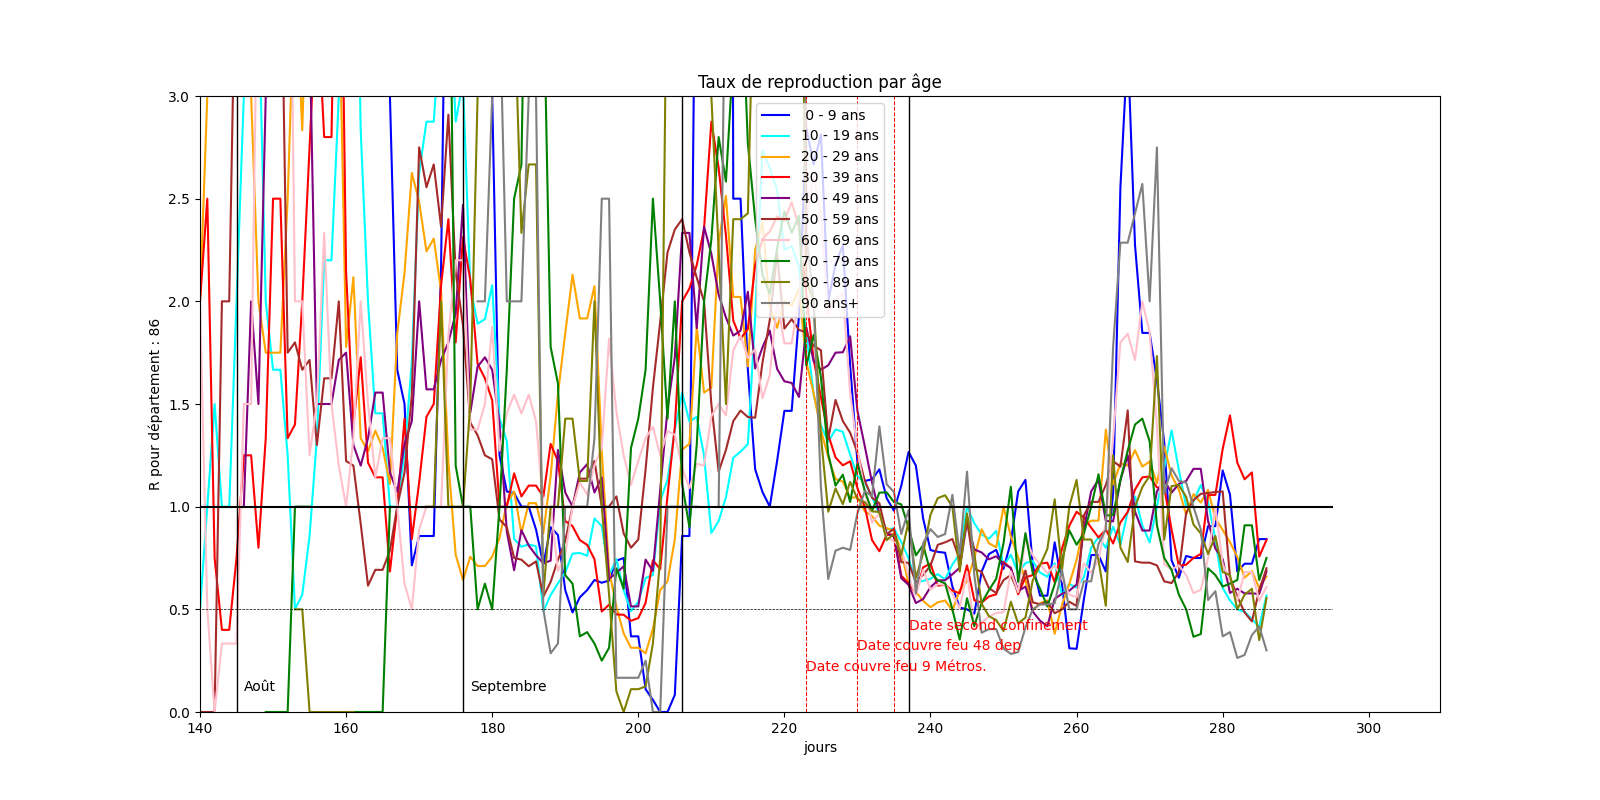 Taux de reproduction par âge
R pour département : 86
3.0
2.5
2.0
1.5
1.0
0.5
0.0
0 - 9 ans
10 - 19 ans
20 - 29 ans
30 - 39 ans
40 - 49 ans
50 - 59 ans
60 - 69 ans
70 - 79 ans
80 - 89 ans
90 ans+
Date second confinement
Date couvre feu 48 dep
Date couvre feu 9 Métros.
Août
Septembre
140 160 180 200 220 240 260 280 300
jours